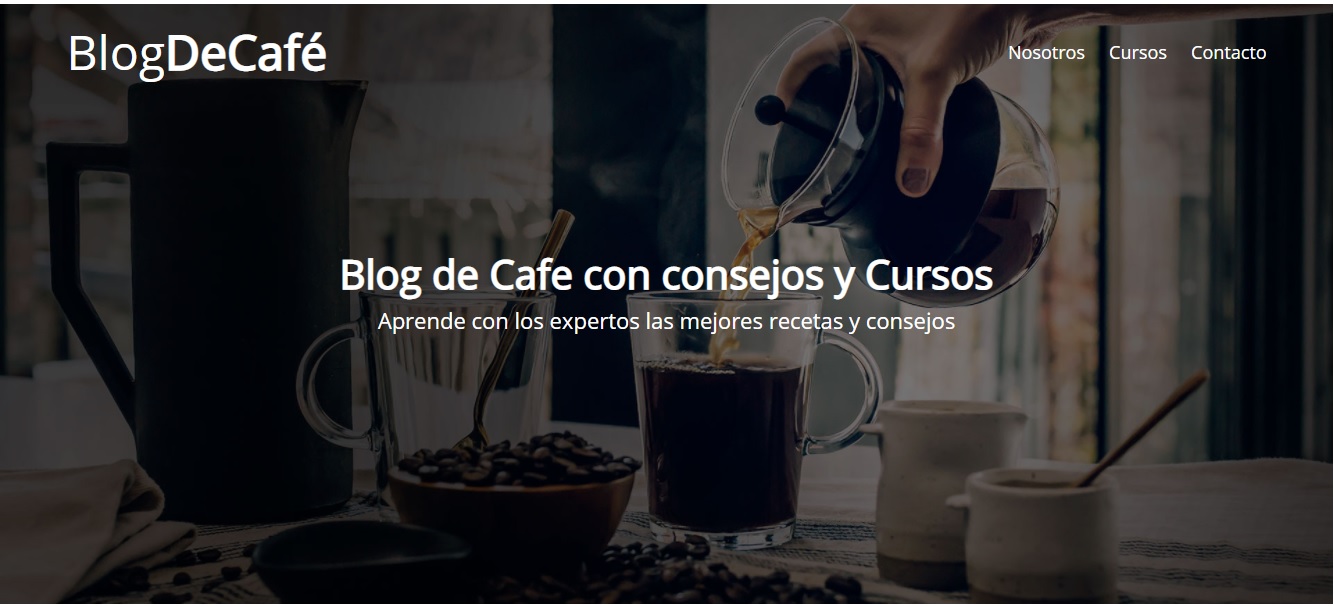 BlogDeCafé
Nosotros Cursos Contacto
Blog de Cafe con consejos y Cursos
Aprende con los expertos las mejores recetas y consejos